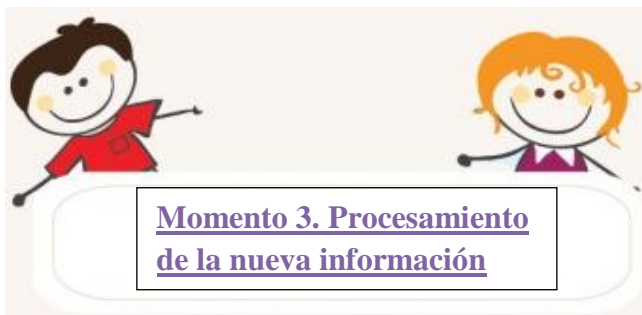 Momento 3. Procesamiento
de la nueva información